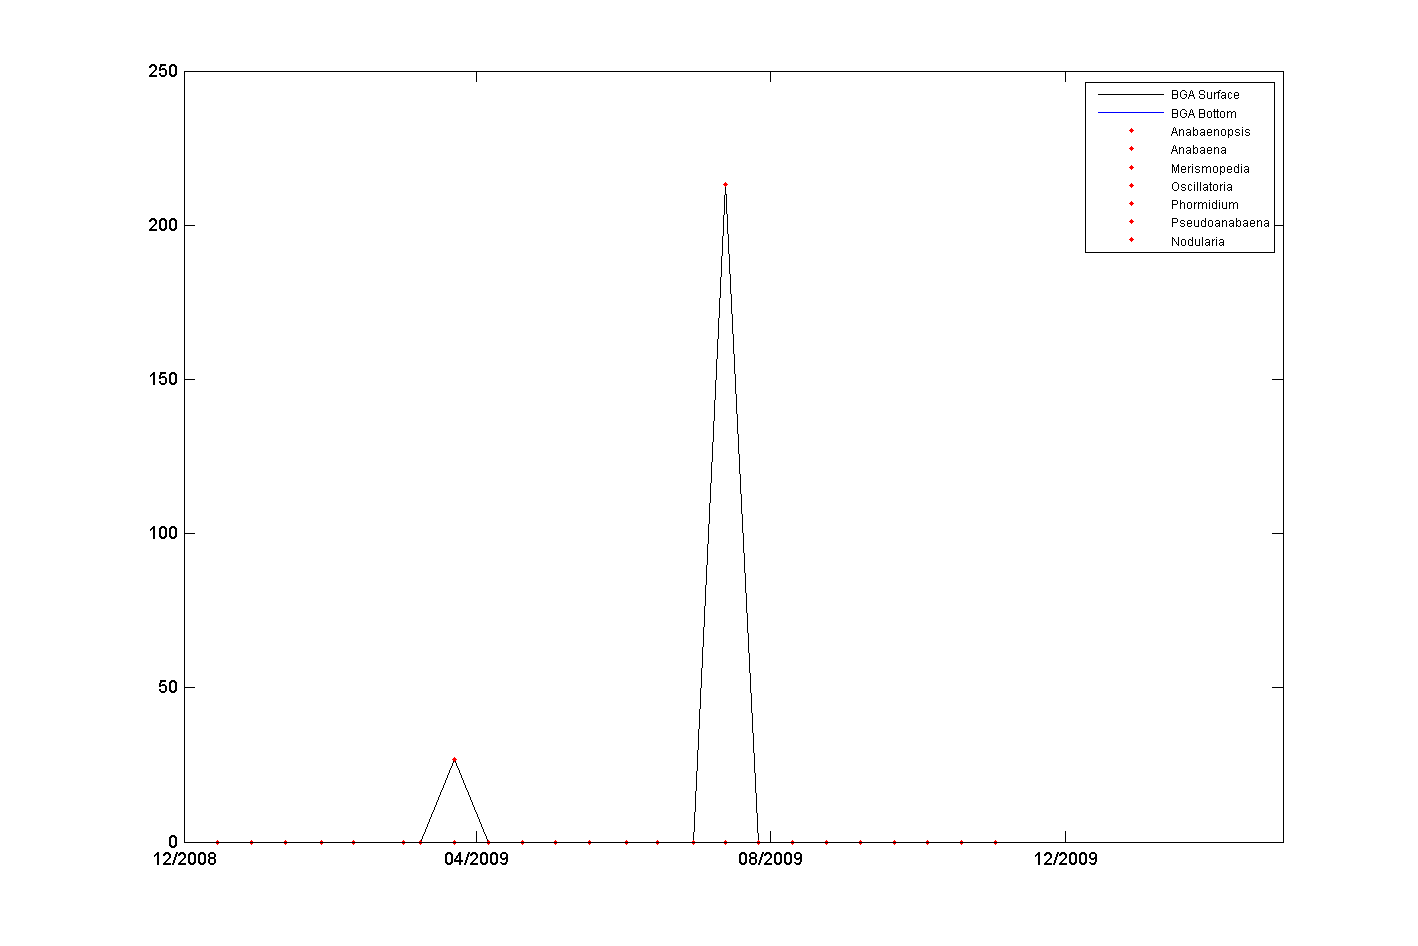 250
200
150
100
50
0
12/2008
04/2009
08/2009
12/2009
BGA Surface
BGA Bottom
Anabaenopsis
Anabaena
Merismopedia
Oscillatoria
Phormidium
Pseudoanabaena
Nodularia